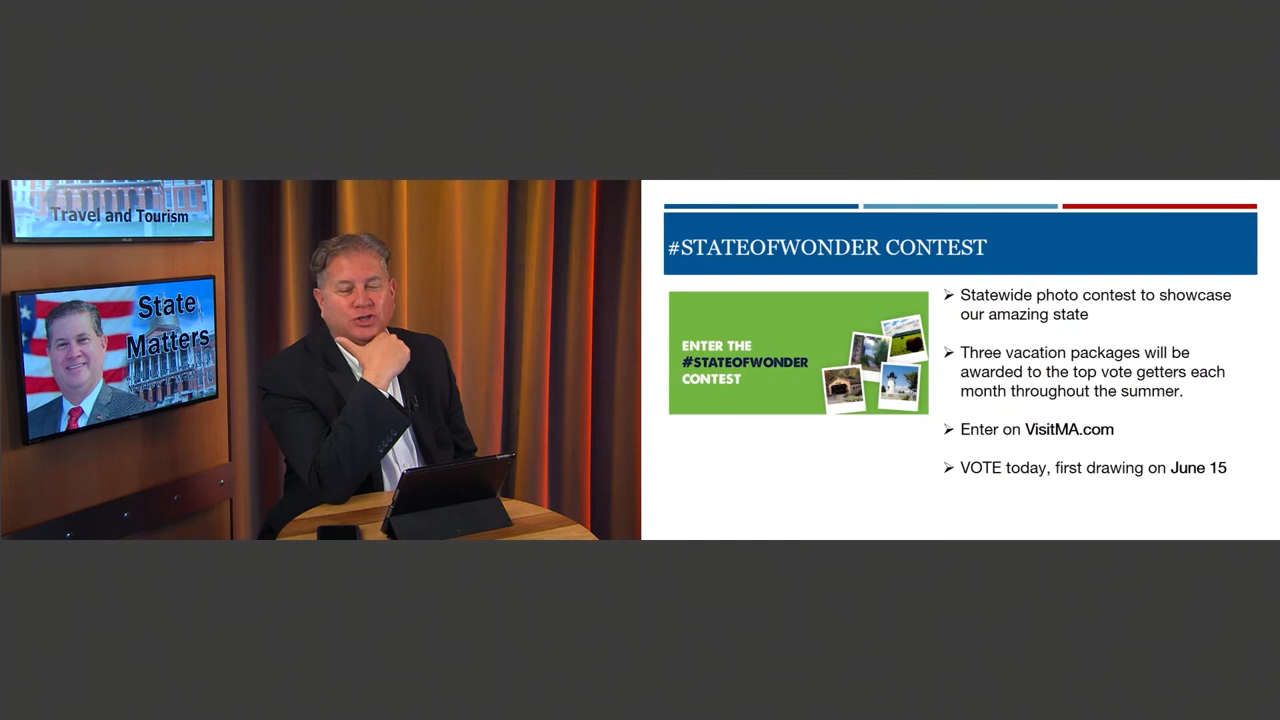 Travel and Tourism
State
Matters
#STATEOFWONDER CONTEST
ENTER THE
#STATEOFWONDER
CONTEST
➢ Statewide photo contest to showcase
our amazing state
➢ Three vacation packages will be
awarded to the top vote getters each
month throughout the summer.
➢ Enter on VisitMA.com
➢ VOTE today, first drawing on June 15